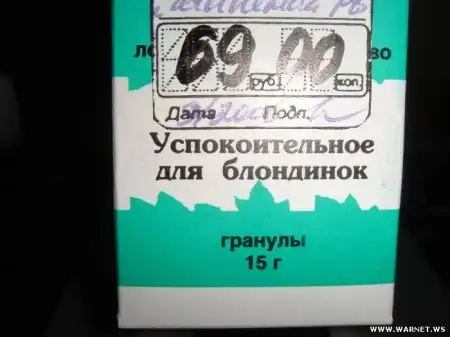 69 00
руб. коп.
Дата Подп.
Успокоительное
для блондинок
гранулы
15 г
WWW.WARNET.WS